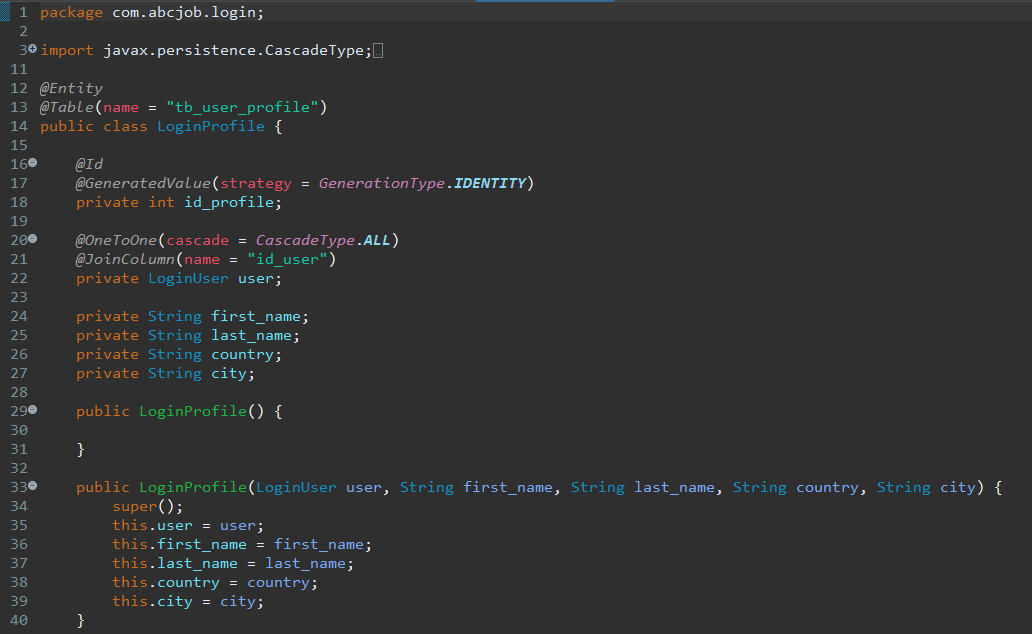 1 package com.abcjob.login;
2
3 import javax.persistence.CascadeType;
11
12 @Entity
13 @Table(name = "tb_user_profile")
14 public class LoginProfile {
15
16 @Id
17 @GeneratedValue(strategy = GenerationType.IDENTITY)
18 private int id_profile;
19
20 @OneToOne(cascade = CascadeType.ALL)
21 @JoinColumn(name = "id_user")
22 private LoginUser user;
23
24 private String first_name;
25 private String last_name;
26 private String country;
27 private String city;
28
29 public LoginProfile() {
30
31 }
32
33 public LoginProfile(LoginUser user, String first_name, String last_name, String country, String city) {
34 super();
35 this.user = user;
36 this.first_name = first_name;
37 this.last_name = last_name;
38 this.country = country;
39 this.city = city;
40 }